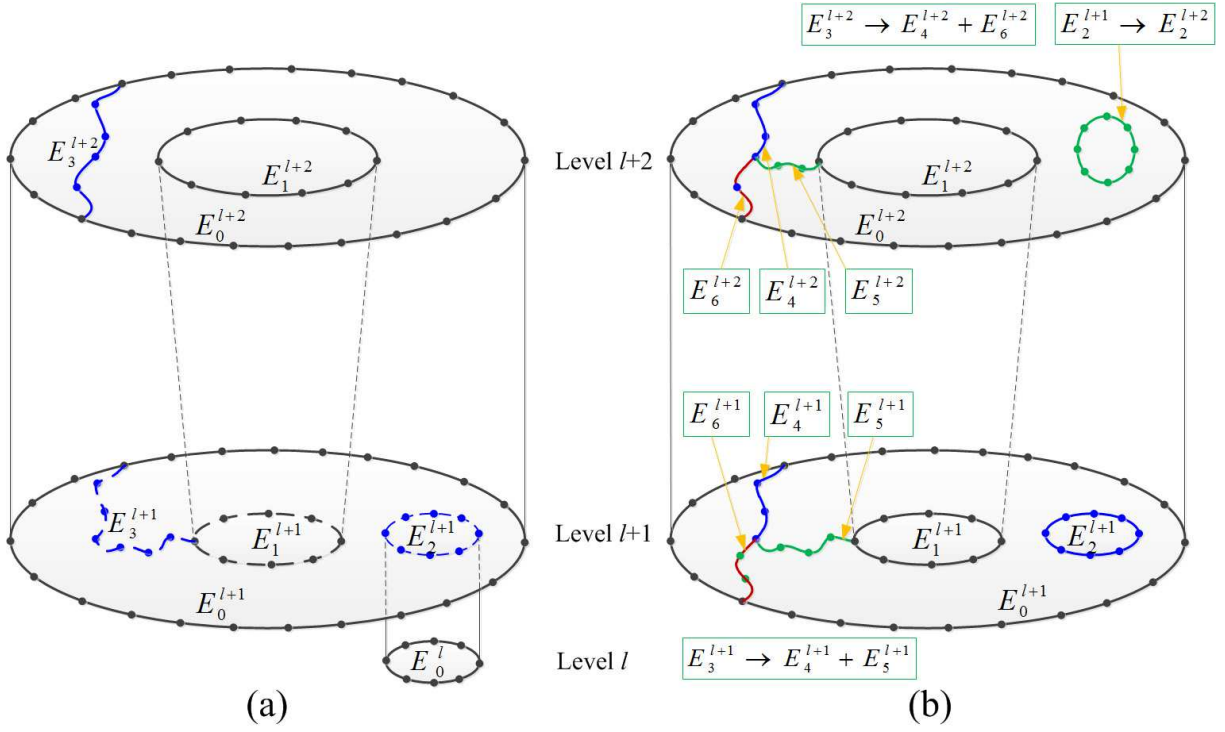 E_3^{l+2} → E_4^{l+2} + E_6^{l+2}
E_2^{l+1} → E_2^{l+2}
E_3^{l+2}
E_1^{l+2}
E_0^{l+2}
Level l+2
E_1^{l+2}
E_0^{l+2}
E_6^{l+2}
E_4^{l+2}
E_5^{l+2}
E_6^{l+1}
E_4^{l+1}
E_5^{l+1}
E_3^{l+1}
E_1^{l+1}
E_2^{l+1}
E_0^{l+1}
Level l+1
E_1^{l+1}
E_2^{l+1}
E_0^{l+1}
E_0^l
Level l
E_3^{l+1} → E_4^{l+1} + E_5^{l+1}
(a)
(b)